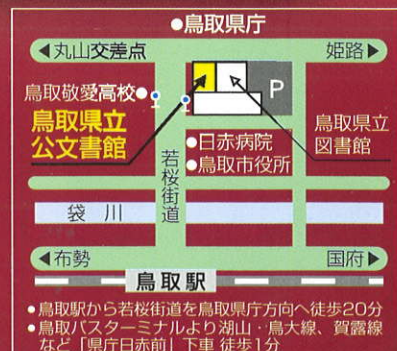 ●鳥取県庁
◀丸山交差点
姫路▶
鳥取敬愛高校●
P
鳥取県立
公文書館
鳥取県立
図書館
●日赤病院
●鳥取市役所
若桜街道
袋川
◀布勢
国府▶
鳥取駅
●鳥取駅から若桜街道を鳥取県庁方向へ徒歩20分
●鳥取バスターミナルより湖山・鳥大線、賀露線
など「県庁日赤前」下車 徒歩1分